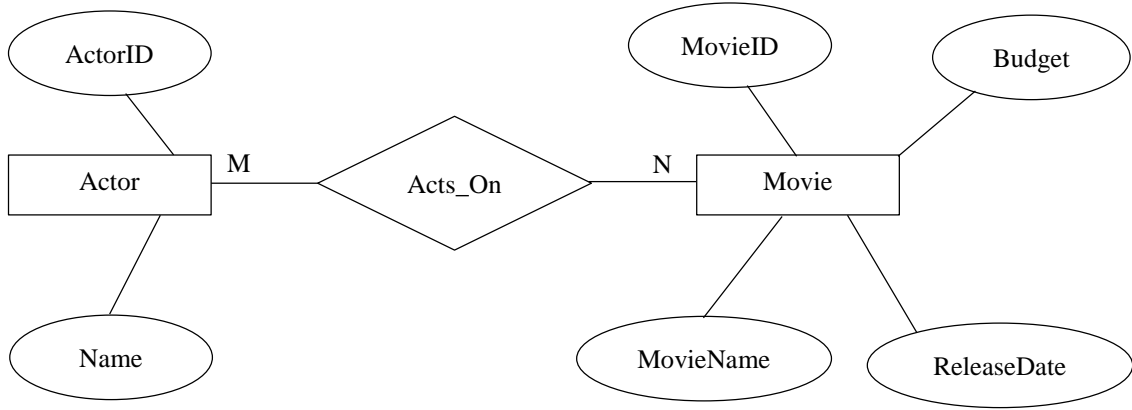 ActorID
MovieID
Budget
M
N
Actor
Acts_On
Movie
Name
MovieName
ReleaseDate